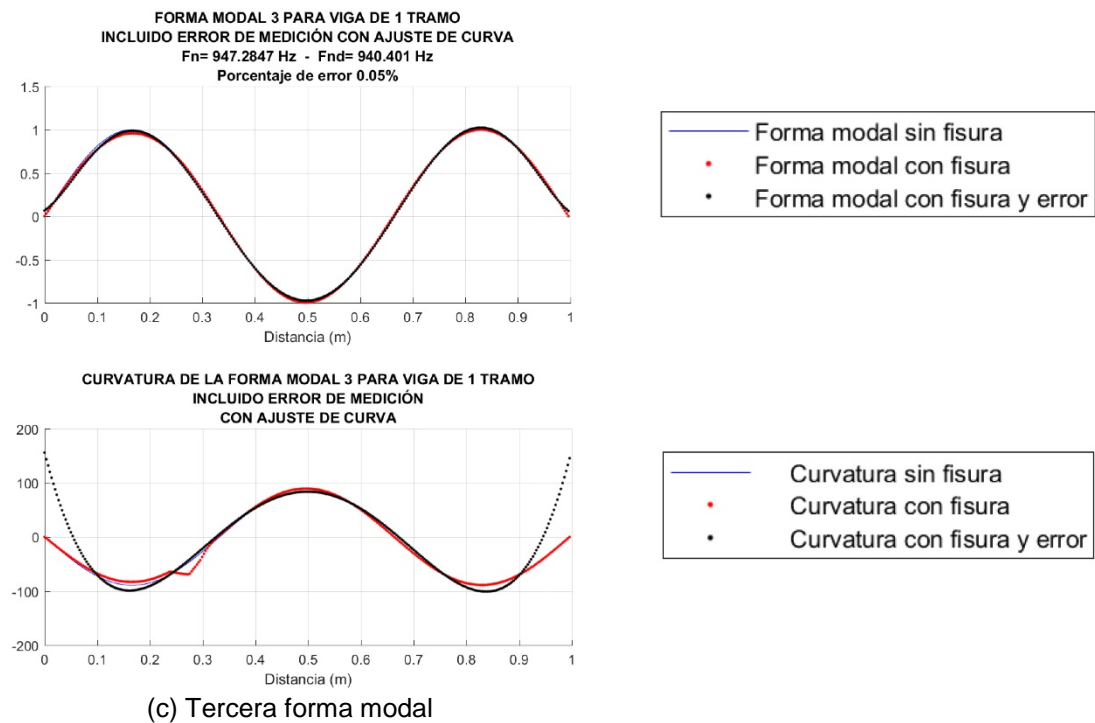 FORMA MODAL 3 PARA VIGA DE 1 TRAMO
INCLUIDO ERROR DE MEDICIÓN CON AJUSTE DE CURVA
Fn= 947.2847 Hz - Fnd= 940.401 Hz
Porcentaje de error 0.05%
1.5
1
0.5
0
-0.5
-1
0 0.1 0.2 0.3 0.4 0.5 0.6 0.7 0.8 0.9 1
Distancia (m)
Forma modal sin fisura
Forma modal con fisura
Forma modal con fisura y error
CURVATURA DE LA FORMA MODAL 3 PARA VIGA DE 1 TRAMO
INCLUIDO ERROR DE MEDICIÓN
CON AJUSTE DE CURVA
200
100
0
-100
-200
0 0.1 0.2 0.3 0.4 0.5 0.6 0.7 0.8 0.9 1
Distancia (m)
Curvatura sin fisura
Curvatura con fisura
Curvatura con fisura y error
(c) Tercera forma modal